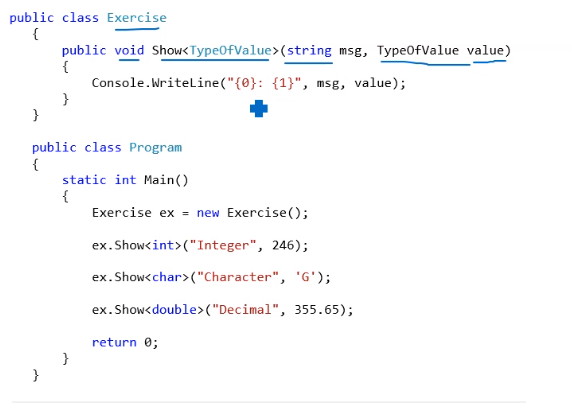 public class Exercise
{
public void Show<TypeOfValue>(string msg, TypeOfValue value)
{
Console.WriteLine("{0}: {1}", msg, value);
}
}
public class Program
{
static int Main()
{
Exercise ex = new Exercise();
ex.Show<int>("Integer", 246);
ex.Show<char>("Character", 'G');
ex.Show<double>("Decimal", 355.65);
return 0;
}
}